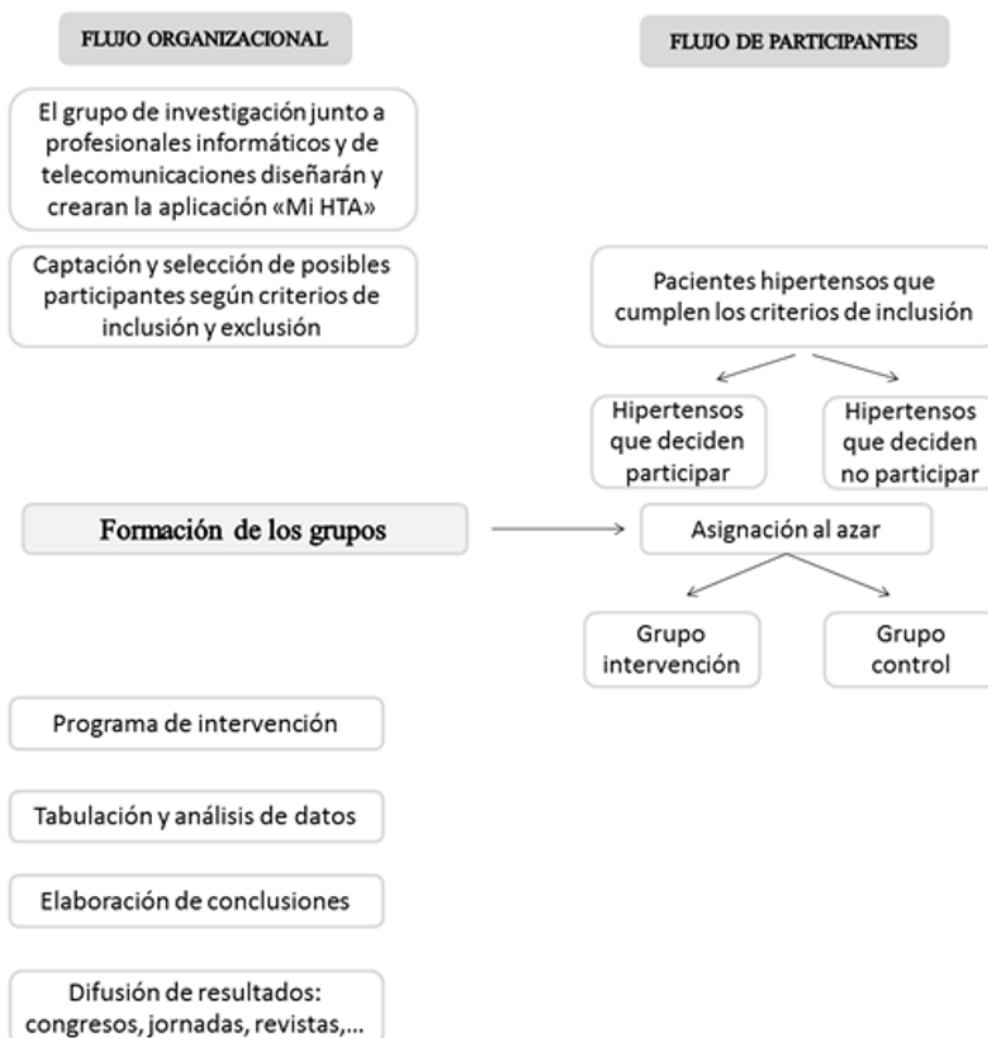 FLUJO ORGANIZACIONAL
El grupo de investigación junto a
profesionales informáticos y de
telecomunicaciones diseñarán y
crearan la aplicación «Mi HTA»
Captación y selección de posibles
participantes según criterios de
inclusión y exclusión
FLUJO DE PARTICIPANTES
Pacientes hipertensos que
cumplen los criterios de inclusión
Hipertensos
que deciden
participar
Hipertensos
que deciden
no participar
Formación de los grupos
Asignación al azar
Grupo
intervención
Grupo
control
Programa de intervención
Tabulación y análisis de datos
Elaboración de conclusiones
Difusión de resultados:
congresos, jornadas, revistas,...